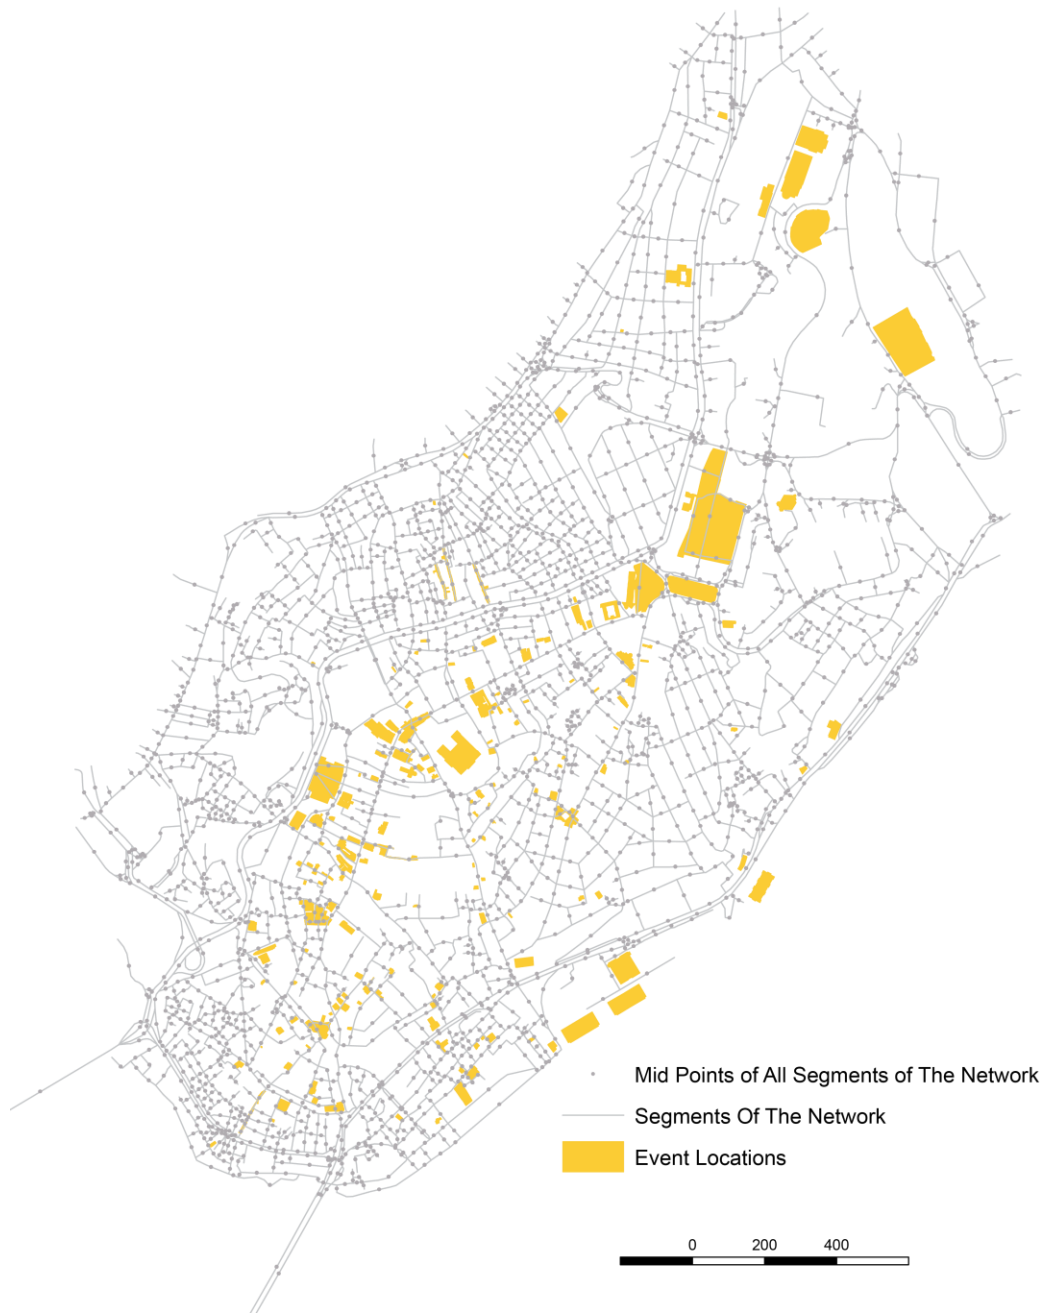 Mid Points of All Segments of The Network
Segments Of The Network
Event Locations
0 200 400